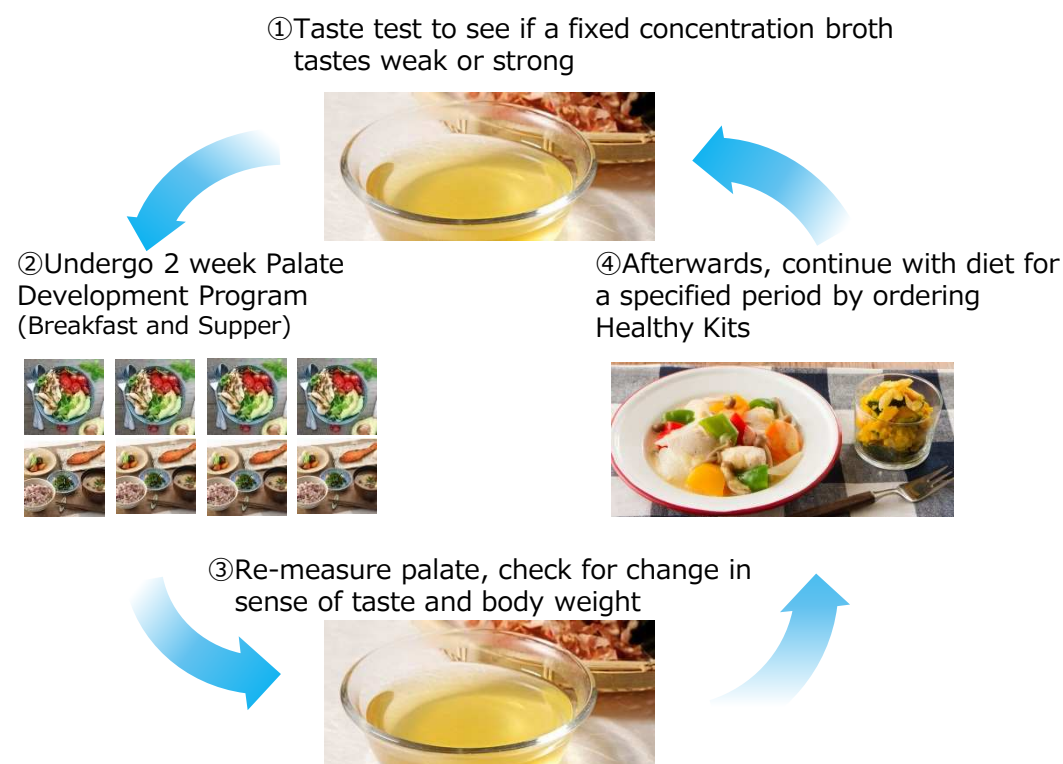 ①Taste test to see if a fixed concentration broth
tastes weak or strong
②Undergo 2 week Palate
Development Program
(Breakfast and Supper)
④Afterwards, continue with diet for
a specified period by ordering
Healthy Kits
③Re-measure palate, check for change in
sense of taste and body weight